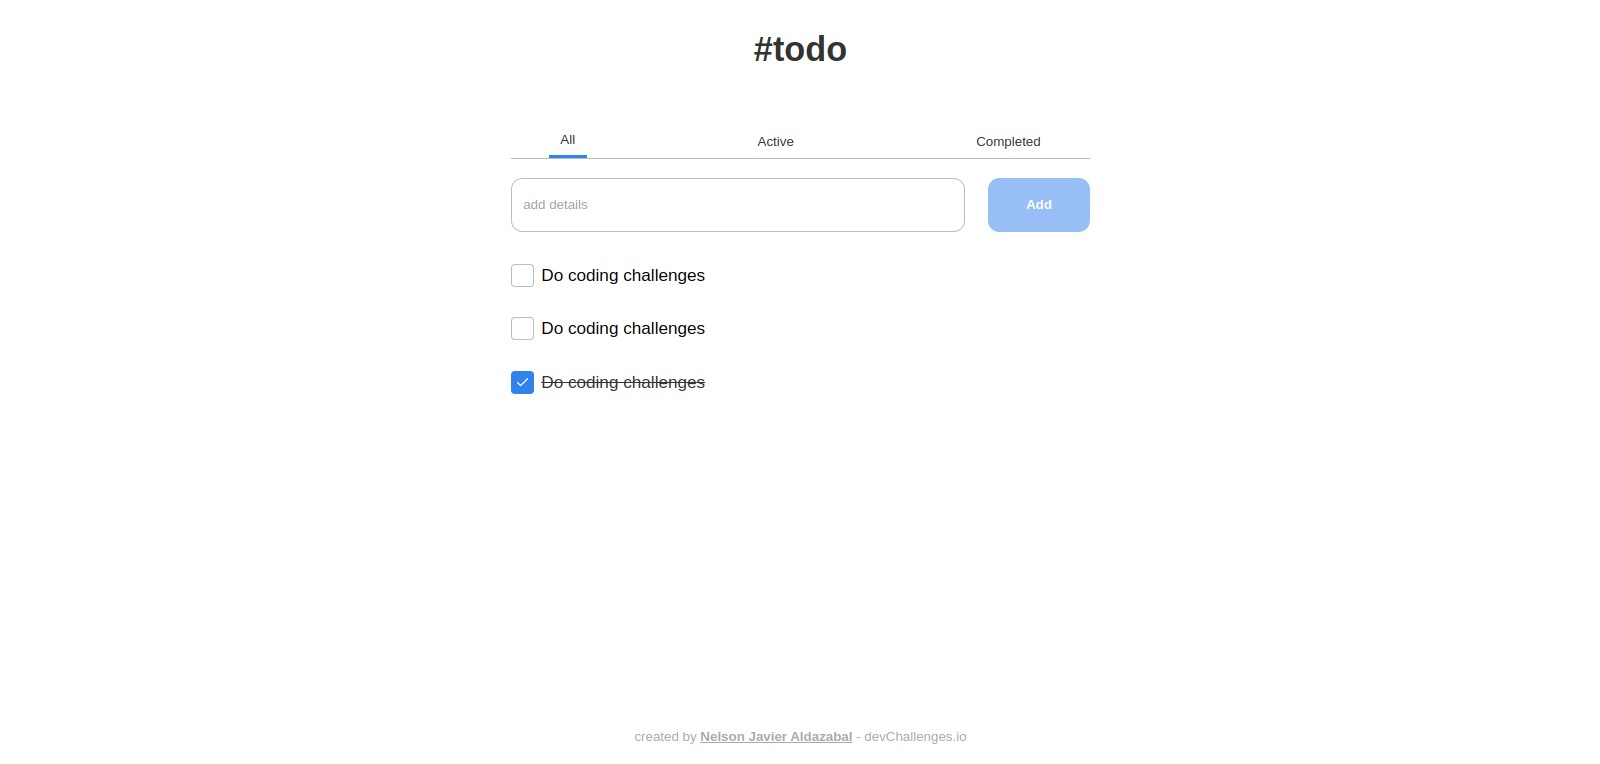 #todo
All Active Completed
add details Add
Do coding challenges
Do coding challenges
Do coding challenges
created by Nelson Javier Aldazabal - devChallenges.io